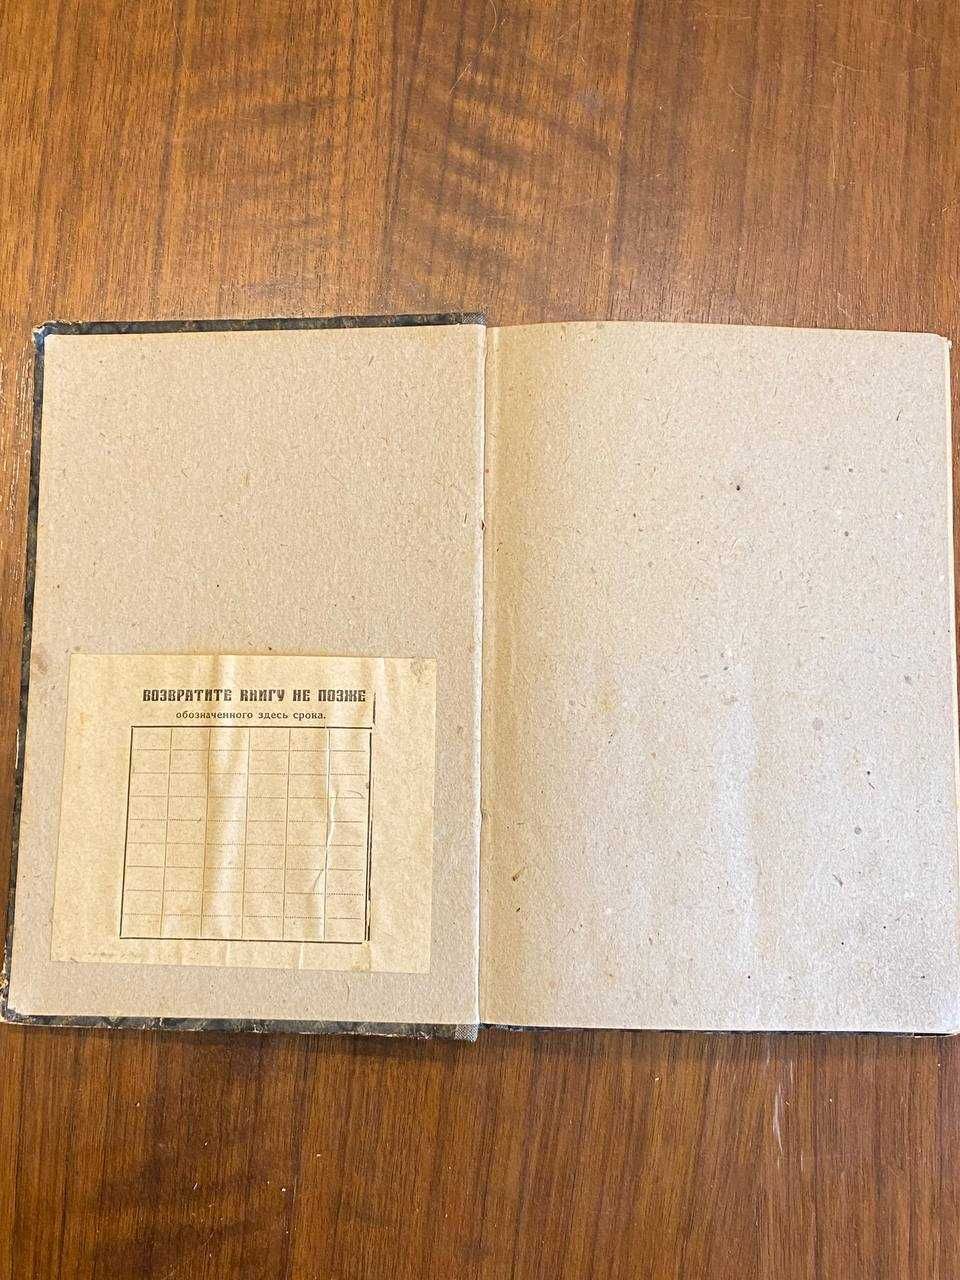 ВОЗВРАТИТЕ КНИГУ НЕ ПОЗЖЕ
обозначенного здесь срока.